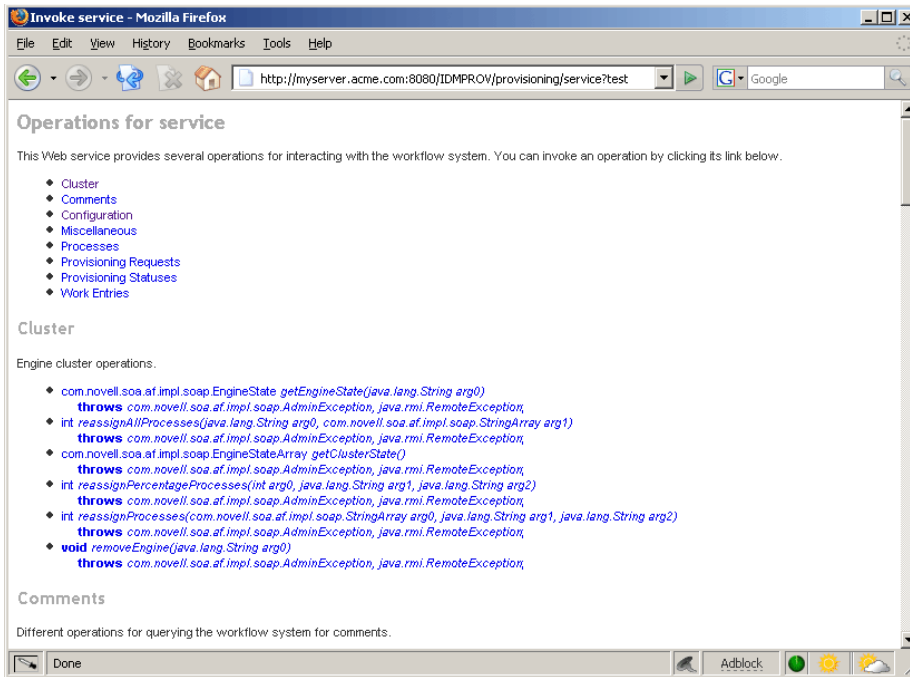 Invoke service - Mozilla Firefox
File Edit View History Bookmarks Tools Help
http://myserver.acme.com:8080/IDMPROV/provisioning/service?test
G Google
Operations for service
This Web service provides several operations for interacting with the workflow system. You can invoke an operation by clicking its link below.
Cluster
Comments
Configuration
Miscellaneous
Processes
Provisioning Requests
Provisioning Statuses
Work Entries
Cluster
Engine cluster operations.
com.novell.soa.af.impl.soap.EngineState getEngineState(java.lang.String arg0)
throws com.novell.soa.af.impl.soap.AdminException, java.rmi.RemoteException;
int reassignAllProcesses(java.lang.String arg0, com.novell.soa.af.impl.soap.StringArray arg1)
throws com.novell.soa.af.impl.soap.AdminException, java.rmi.RemoteException;
com.novell.soa.af.impl.soap.EngineStateArray getClusterState()
throws com.novell.soa.af.impl.soap.AdminException, java.rmi.RemoteException;
int reassignPercentageProcesses(int arg0, java.lang.String arg1, java.lang.String arg2)
throws com.novell.soa.af.impl.soap.AdminException, java.rmi.RemoteException;
int reassignProcesses(com.novell.soa.af.impl.soap.StringArray arg0, java.lang.String arg1, java.lang.String arg2)
throws com.novell.soa.af.impl.soap.AdminException, java.rmi.RemoteException;
void removeEngine(java.lang.String arg0)
throws com.novell.soa.af.impl.soap.AdminException, java.rmi.RemoteException;
Comments
Different operations for querying the workflow system for comments.
Done Adblock